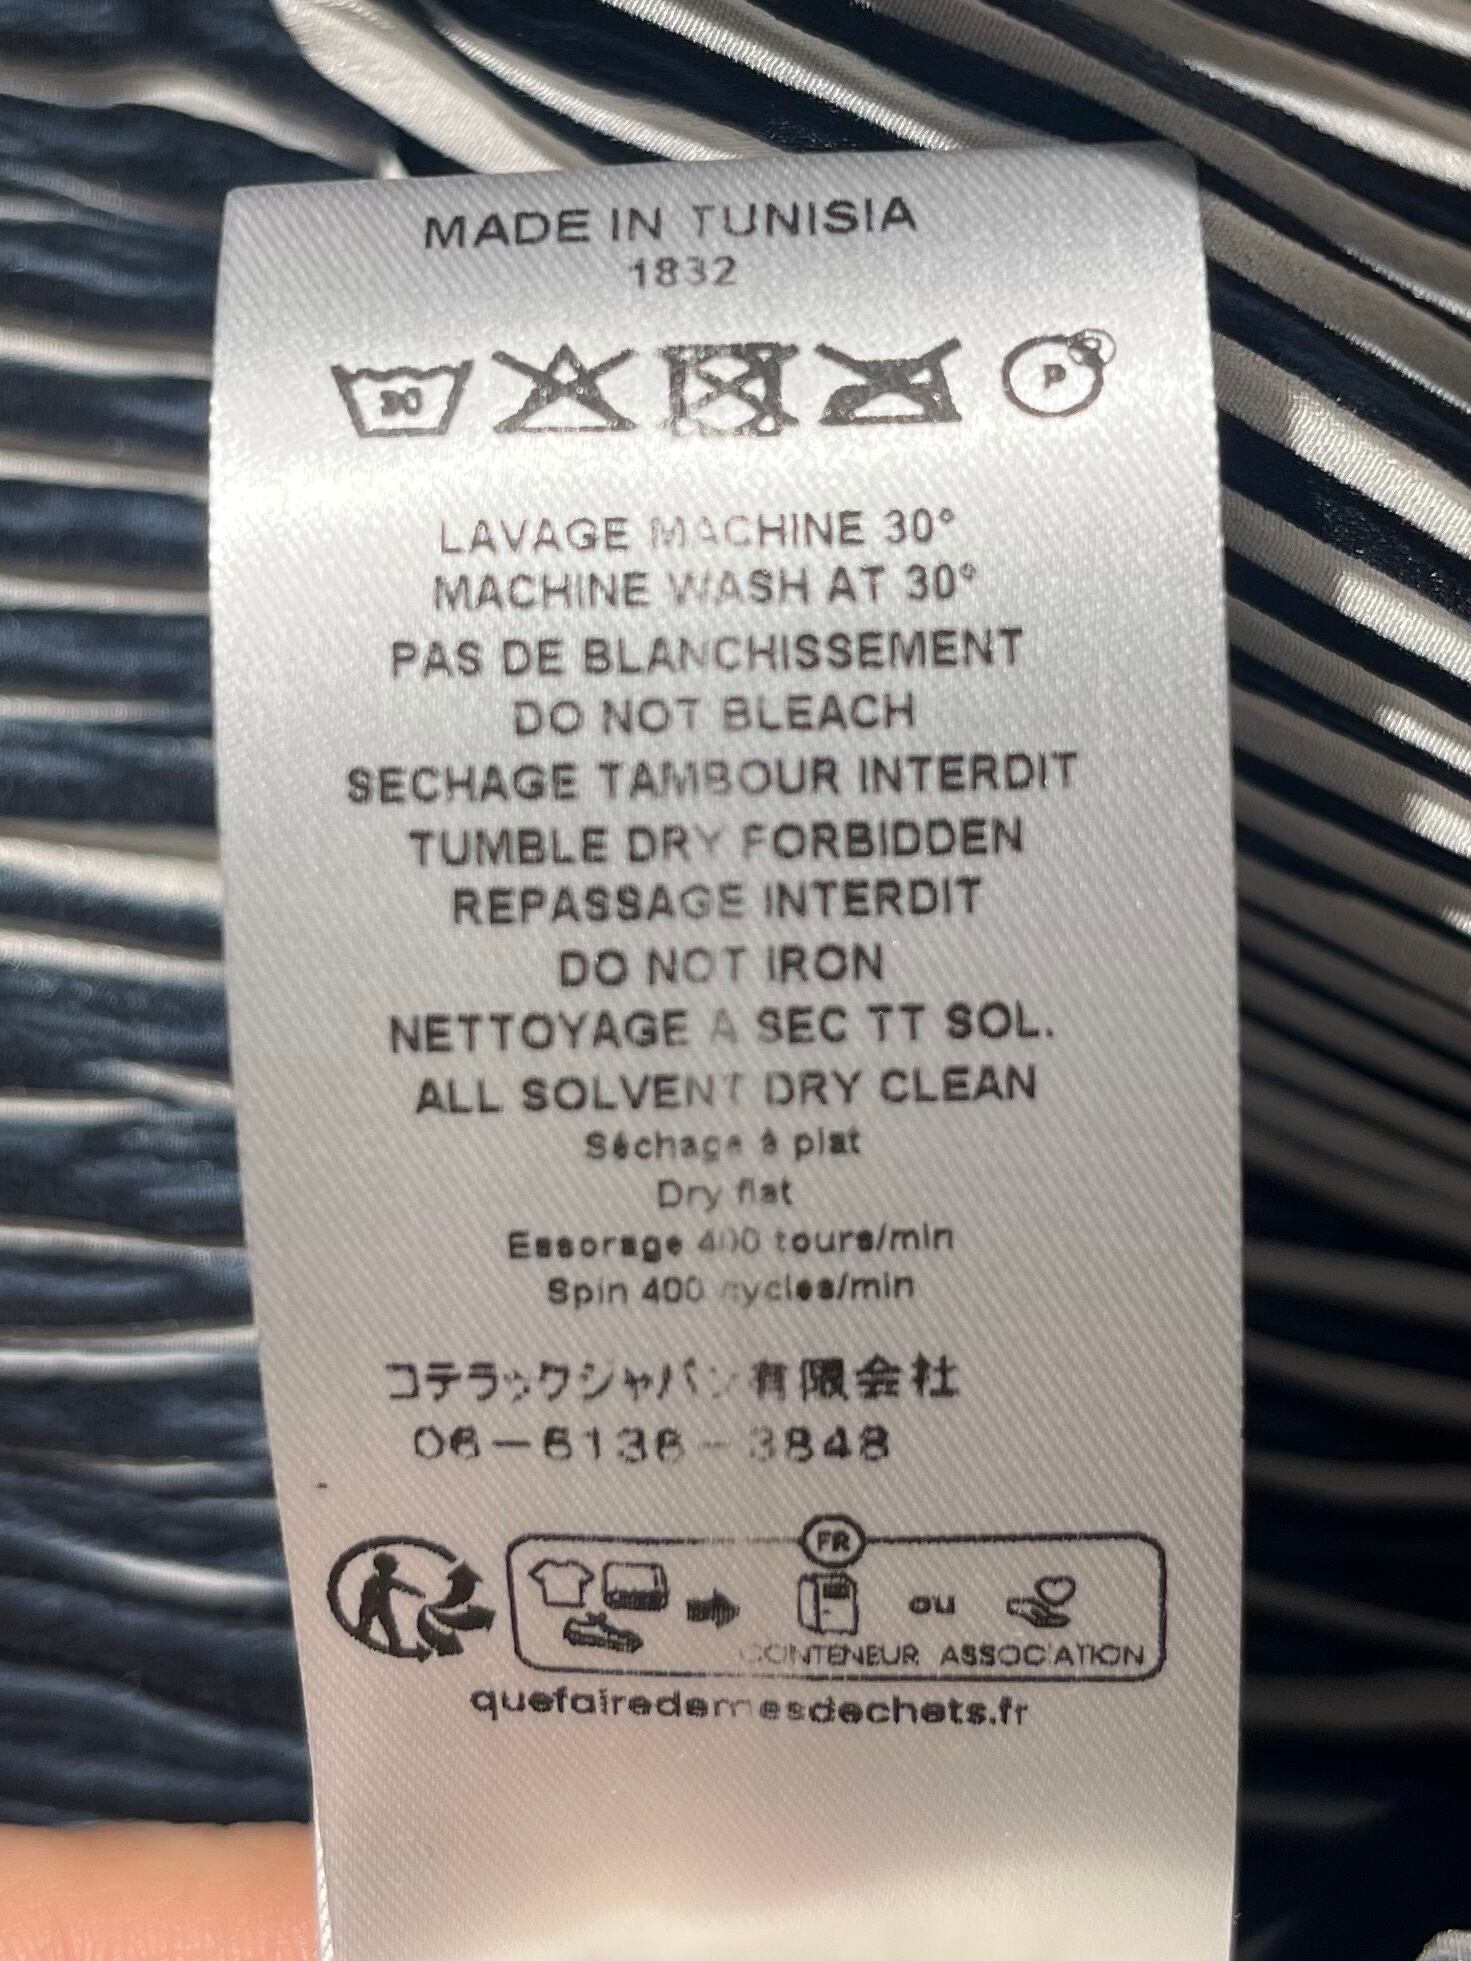 MADE IN TUNISIA
1832
30 P
LAVAGE MACHINE 30°
MACHINE WASH AT 30°
PAS DE BLANCHISSEMENT
DO NOT BLEACH
SECHAGE TAMBOUR INTERDIT
TUMBLE DRY FORBIDDEN
REPASSAGE INTERDIT
DO NOT IRON
NETTOYAGE A SEC TT SOL.
ALL SOLVENT DRY CLEAN
Séchage à plat
Dry flat
Essorage 400 tours/min
Spin 400 cycles/min
コテラックジャパン有限会社
06-6136-3848
FR
ou
CONTENEUR ASSOCIATION
quefairedemesdechets.fr